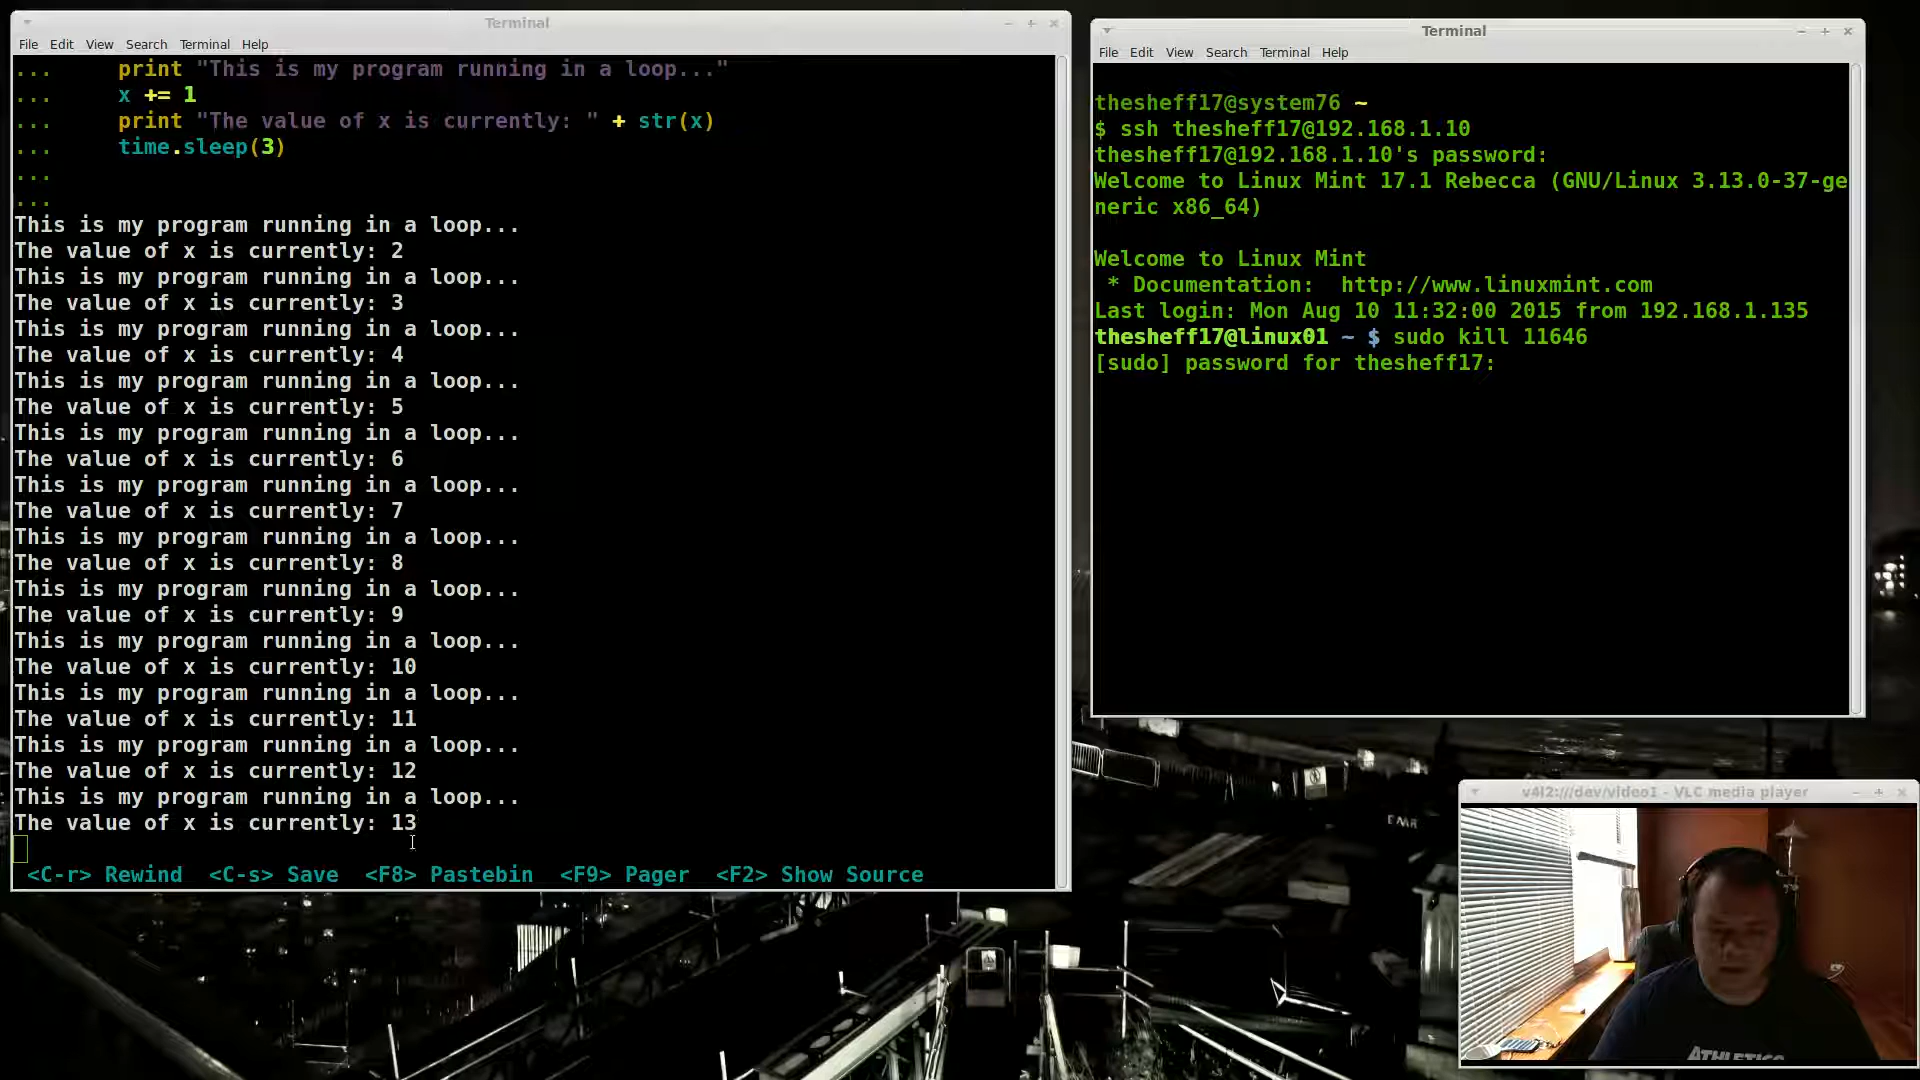 Terminal
File Edit View Search Terminal Help
... print "This is my program running in a loop..."
... x += 1
... print "The value of x is currently: " + str(x)
... time.sleep(3)
...
...
This is my program running in a loop...
The value of x is currently: 2
This is my program running in a loop...
The value of x is currently: 3
This is my program running in a loop...
The value of x is currently: 4
This is my program running in a loop...
The value of x is currently: 5
This is my program running in a loop...
The value of x is currently: 6
This is my program running in a loop...
The value of x is currently: 7
This is my program running in a loop...
The value of x is currently: 8
This is my program running in a loop...
The value of x is currently: 9
This is my program running in a loop...
The value of x is currently: 10
This is my program running in a loop...
The value of x is currently: 11
This is my program running in a loop...
The value of x is currently: 12
This is my program running in a loop...
The value of x is currently: 13
<C-r> Rewind <C-s> Save <F8> Pastebin <F9> Pager <F2> Show Source
Terminal
File Edit View Search Terminal Help
thesheff17@system76 ~
$ ssh thesheff17@192.168.1.10
thesheff17@192.168.1.10's password:
Welcome to Linux Mint 17.1 Rebecca (GNU/Linux 3.13.0-37-ge
neric x86_64)
Welcome to Linux Mint
* Documentation: http://www.linuxmint.com
Last login: Mon Aug 10 11:32:00 2015 from 192.168.1.135
thesheff17@linux01 ~ $ sudo kill 11646
[sudo] password for thesheff17:
v4l2:///dev/video1 - VLC media player